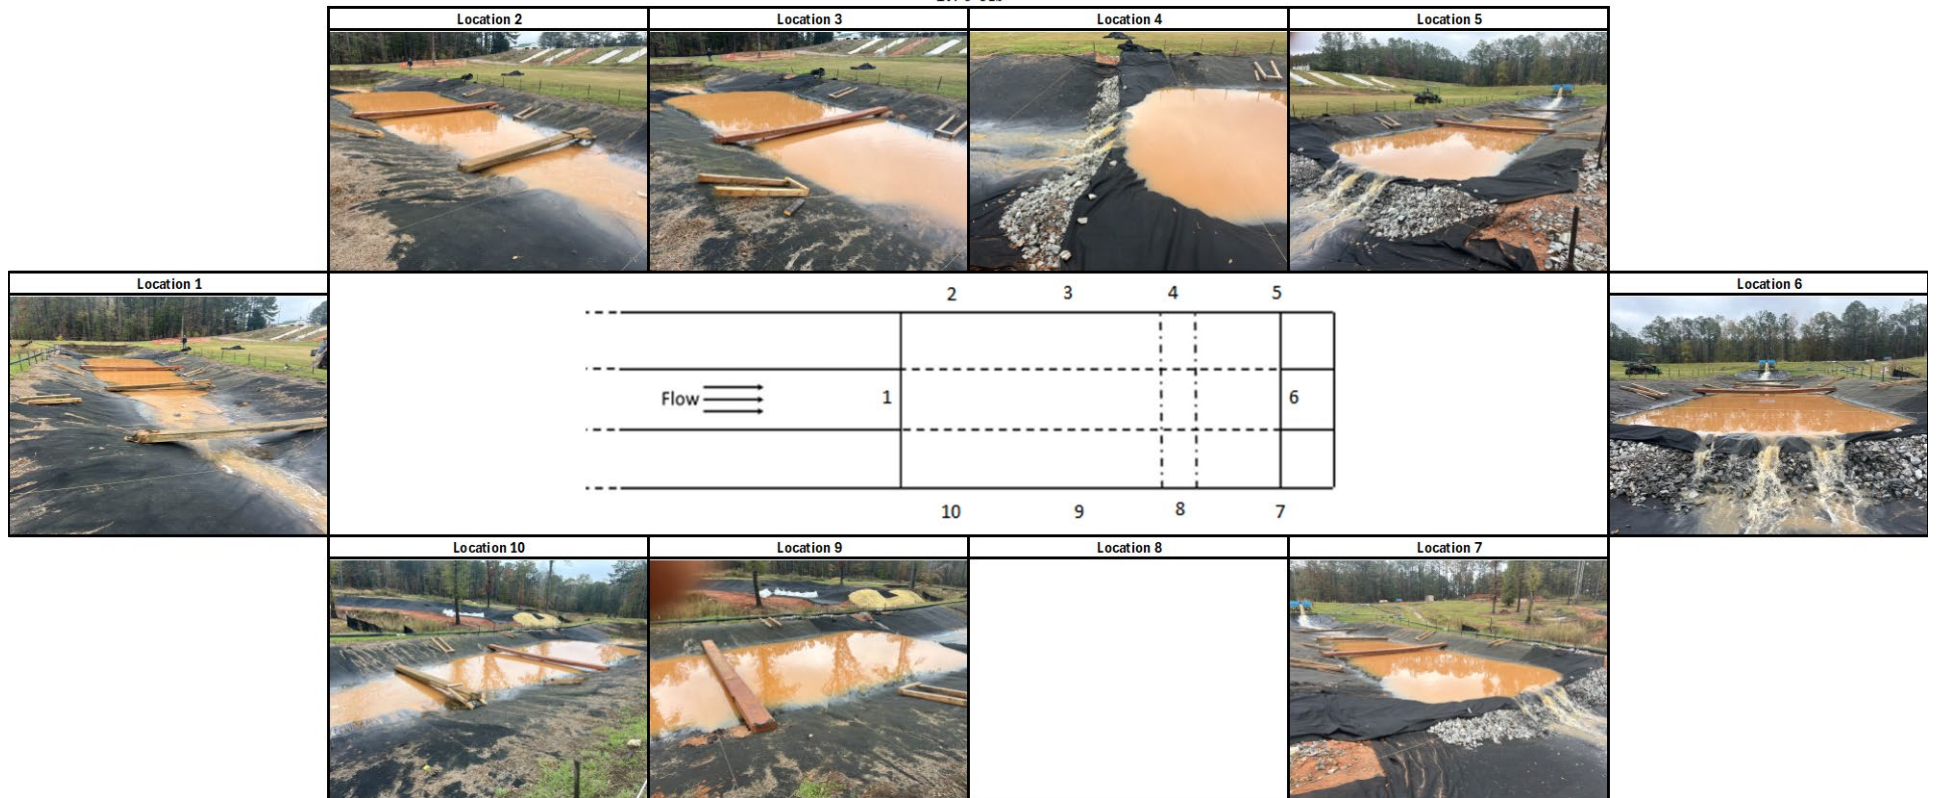 Location 2
Location 3
Location 4
Location 5
Location 1
Location 6
2
3
4
5
Flow
1
6
10
9
8
7
Location 10
Location 9
Location 8
Location 7